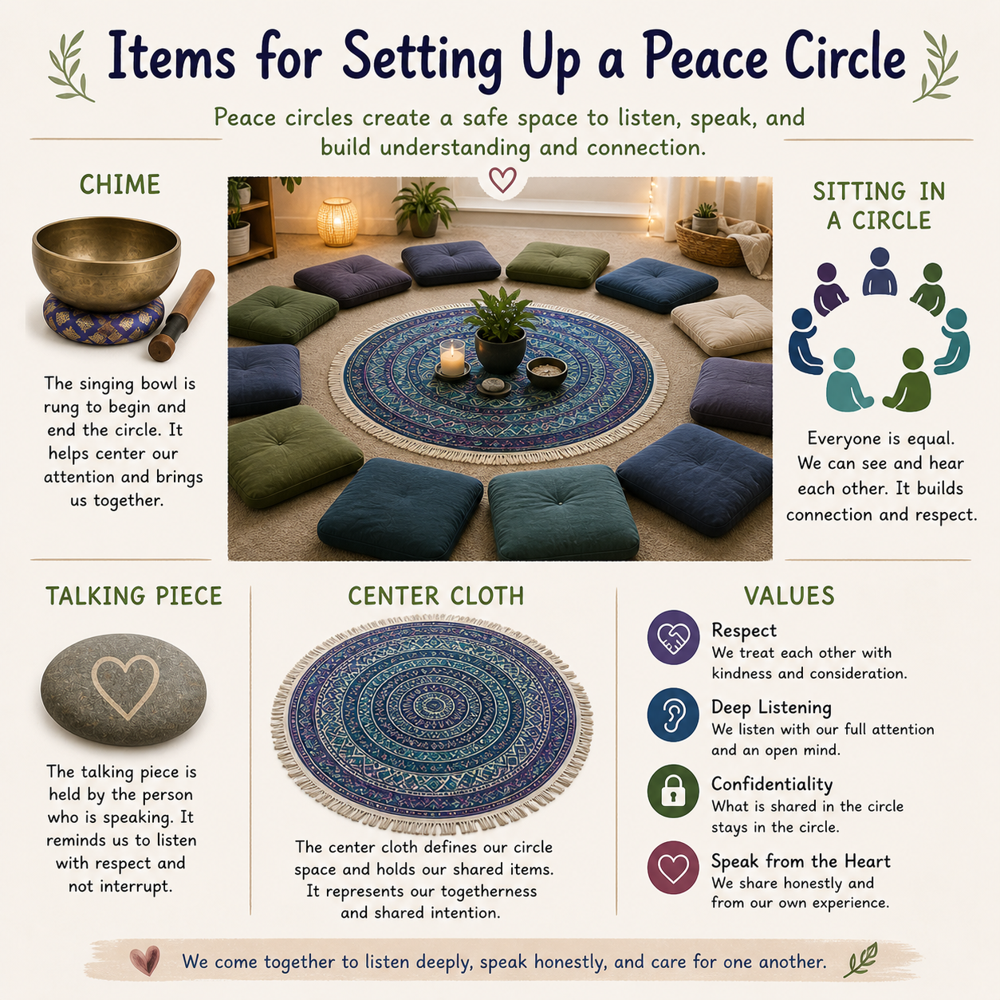 Items for Setting Up a Peace Circle
Peace circles create a safe space to listen, speak, and
build understanding and connection.
CHIME
The singing bowl is
rung to begin and
end the circle. It
helps center our
attention and brings
us together.
SITTING IN
A CIRCLE
Everyone is equal.
We can see and hear
each other. It builds
connection and respect.
TALKING PIECE
The talking piece is
held by the person
who is speaking. It
reminds us to listen
with respect and
not interrupt.
CENTER CLOTH
The center cloth defines our circle
space and holds our shared items.
It represents our togetherness
and shared intention.
VALUES
Respect
We treat each other with
kindness and consideration.
Deep Listening
We listen with our full attention
and an open mind.
Confidentiality
What is shared in the circle
stays in the circle.
Speak from the Heart
We share honestly and
from our own experience.
We come together to listen deeply, speak honestly, and care for one another.